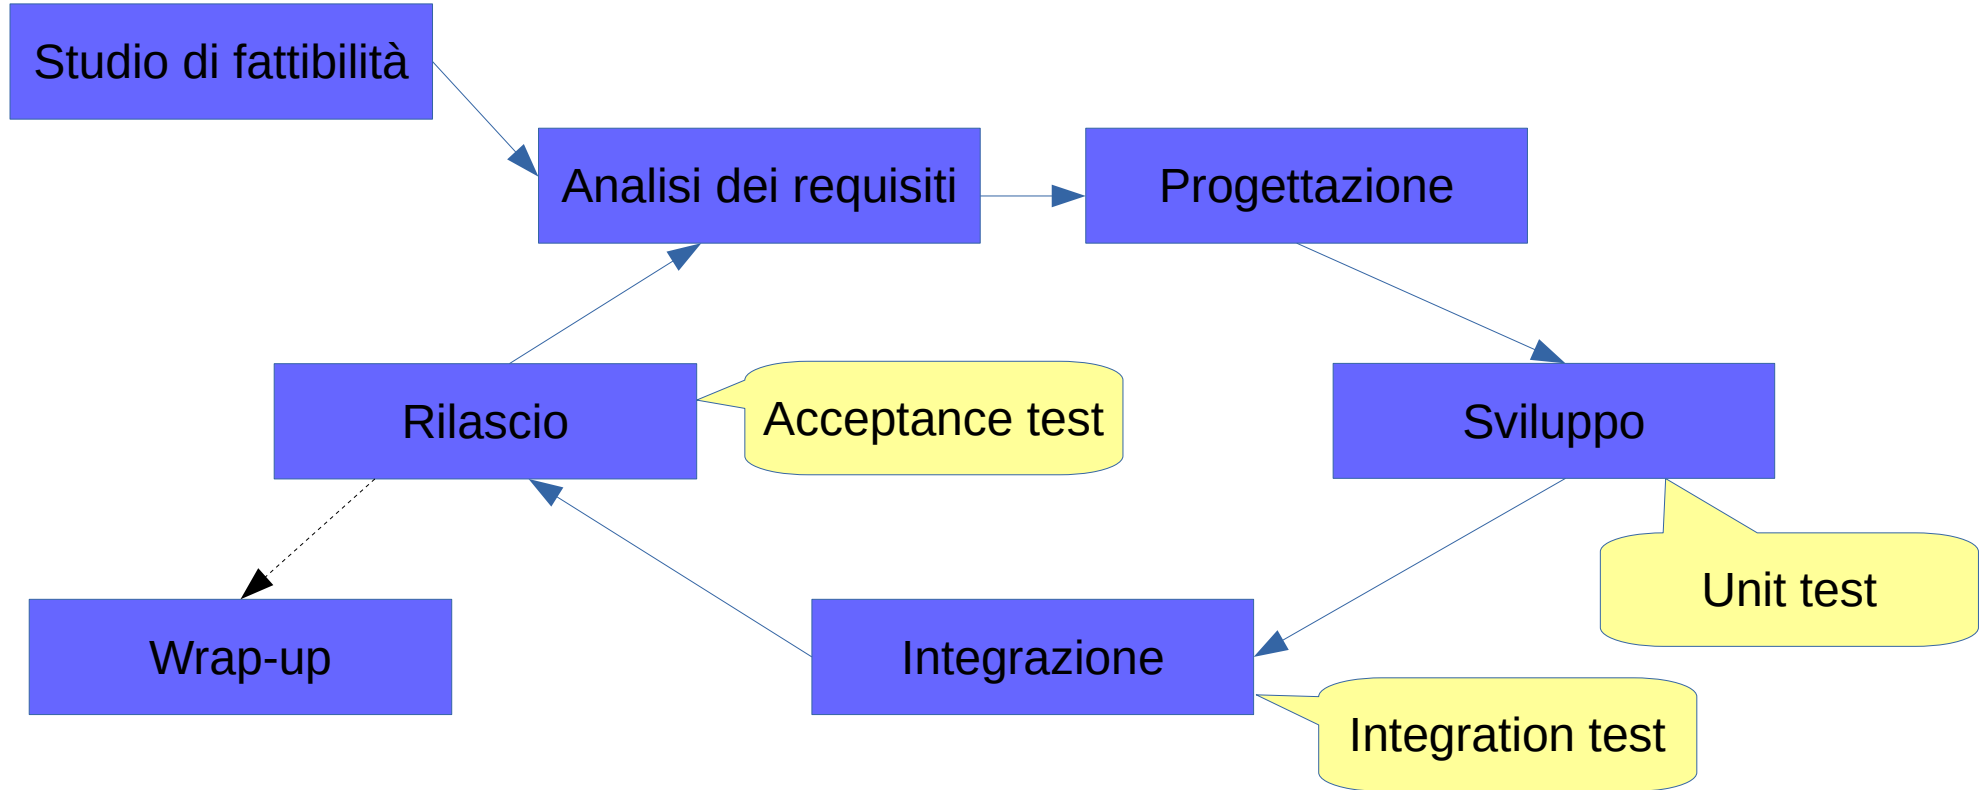 Studio di fattibilità
Analisi dei requisiti
Progettazione
Rilascio
Acceptance test
Sviluppo
Unit test
Wrap-up
Integrazione
Integration test